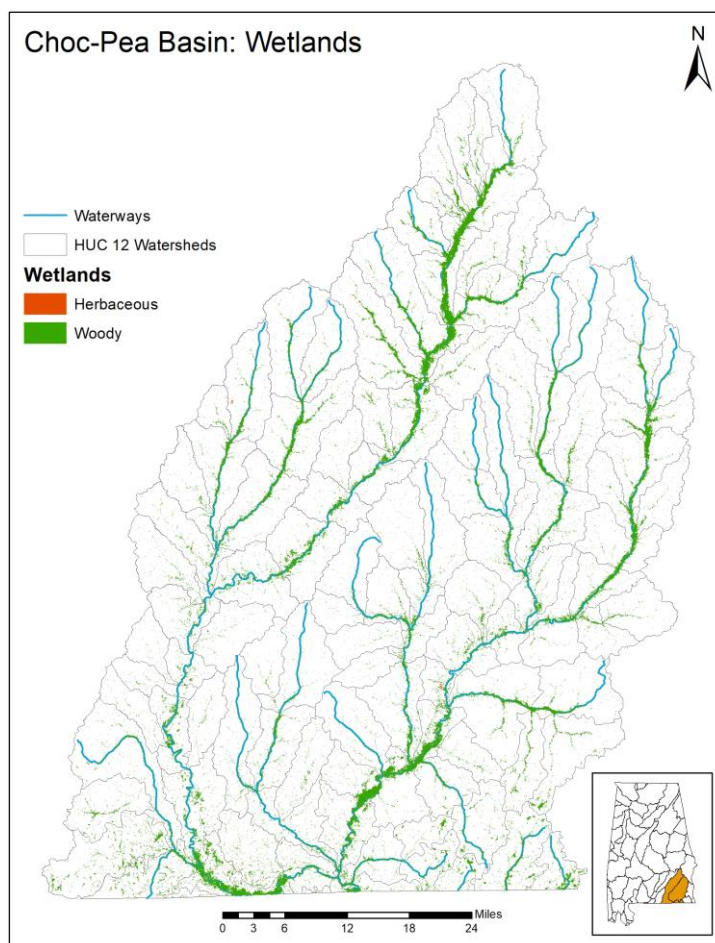 Choc-Pea Basin: Wetlands
N
Waterways
HUC 12 Watersheds
Wetlands
Herbaceous
Woody
Miles
0 3 6 12 18 24